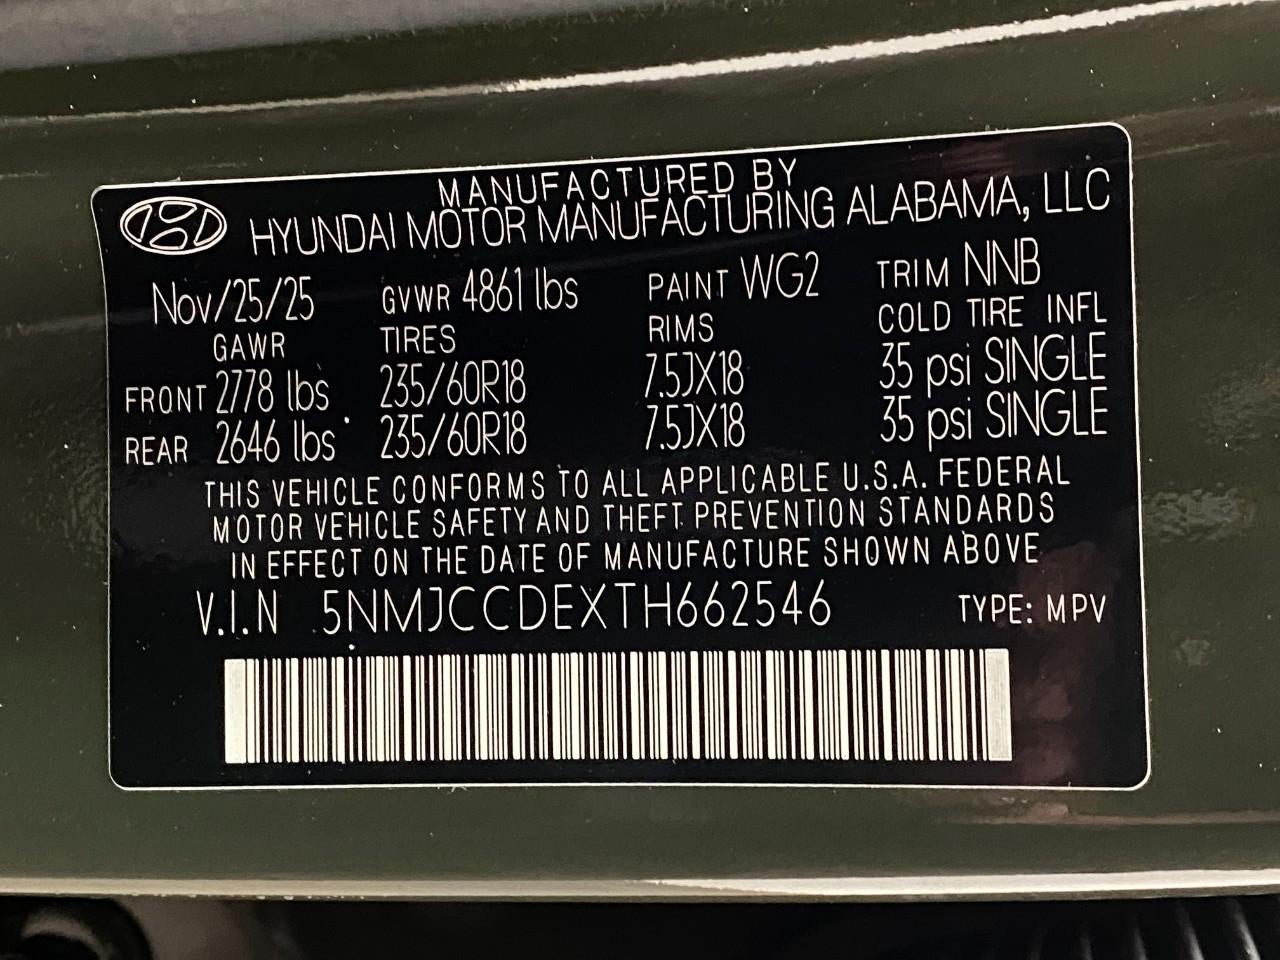 MANUFACTURED BY
HYUNDAI MOTOR MANUFACTURING ALABAMA, LLC
Nov/25/25 GVWR 4861 lbs PAINT WG2 TRIM NNB
GAWR TIRES RIMS COLD TIRE INFL
FRONT 2778 lbs 235/60R18 7.5JX18 35 psi SINGLE
REAR 2646 lbs 235/60R18 7.5JX18 35 psi SINGLE
THIS VEHICLE CONFORMS TO ALL APPLICABLE U.S.A. FEDERAL
MOTOR VEHICLE SAFETY AND THEFT PREVENTION STANDARDS
IN EFFECT ON THE DATE OF MANUFACTURE SHOWN ABOVE
V.I.N 5NMJCCDEXTH662546 TYPE: MPV